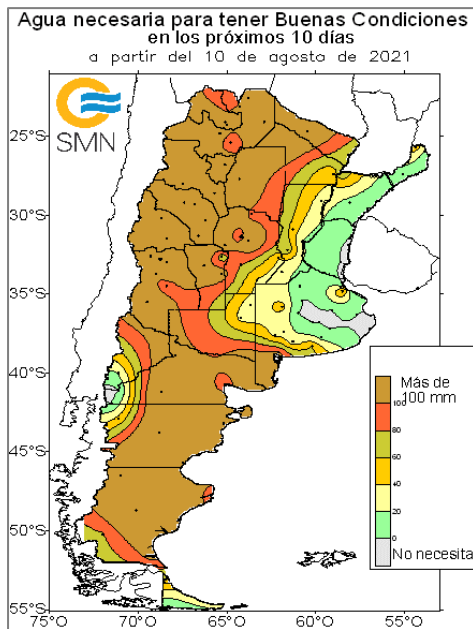 Agua necesaria para tener Buenas Condiciones
en los próximos 10 días
a partír del 10 de agosto de 2021
SMN
25°S
30°S
35°S
40°S
45°S
50°S
55°S
75°O
70°O
65°O
60°O
55°O
Más de
100 mm
100
80
60
40
20
0
No necesita